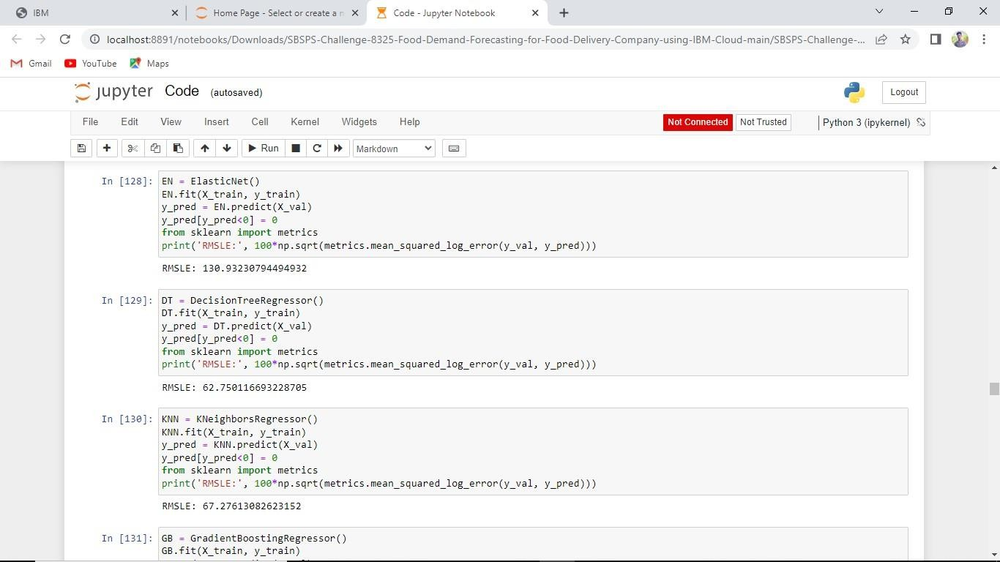 IBM
Home Page - Select or create a n
Code - Jupyter Notebook
localhost:8891/notebooks/Downloads/SBSPS-Challenge-8325-Food-Demand-Forecasting-for-Food-Delivery-Company-using-IBM-Cloud-main/SBSPS-Challenge-...
Gmail YouTube Maps
jupyter Code (autosaved) Logout
File Edit View Insert Cell Kernel Widgets Help Not Connected Not Trusted Python 3 (ipykernel)
Run Markdown
In [128]: EN = ElasticNet()
EN.fit(X_train, y_train)
y_pred = EN.predict(X_val)
y_pred[y_pred<0] = 0
from sklearn import metrics
print('RMSLE:', 100*np.sqrt(metrics.mean_squared_log_error(y_val, y_pred)))
RMSLE: 130.93230794494932
In [129]: DT = DecisionTreeRegressor()
DT.fit(X_train, y_train)
y_pred = DT.predict(X_val)
y_pred[y_pred<0] = 0
from sklearn import metrics
print('RMSLE:', 100*np.sqrt(metrics.mean_squared_log_error(y_val, y_pred)))
RMSLE: 62.750116693228705
In [130]: KNN = KNeighborsRegressor()
KNN.fit(X_train, y_train)
y_pred = KNN.predict(X_val)
y_pred[y_pred<0] = 0
from sklearn import metrics
print('RMSLE:', 100*np.sqrt(metrics.mean_squared_log_error(y_val, y_pred)))
RMSLE: 67.27613082623152
In [131]: GB = GradientBoostingRegressor()
GB.fit(X_train, y_train)